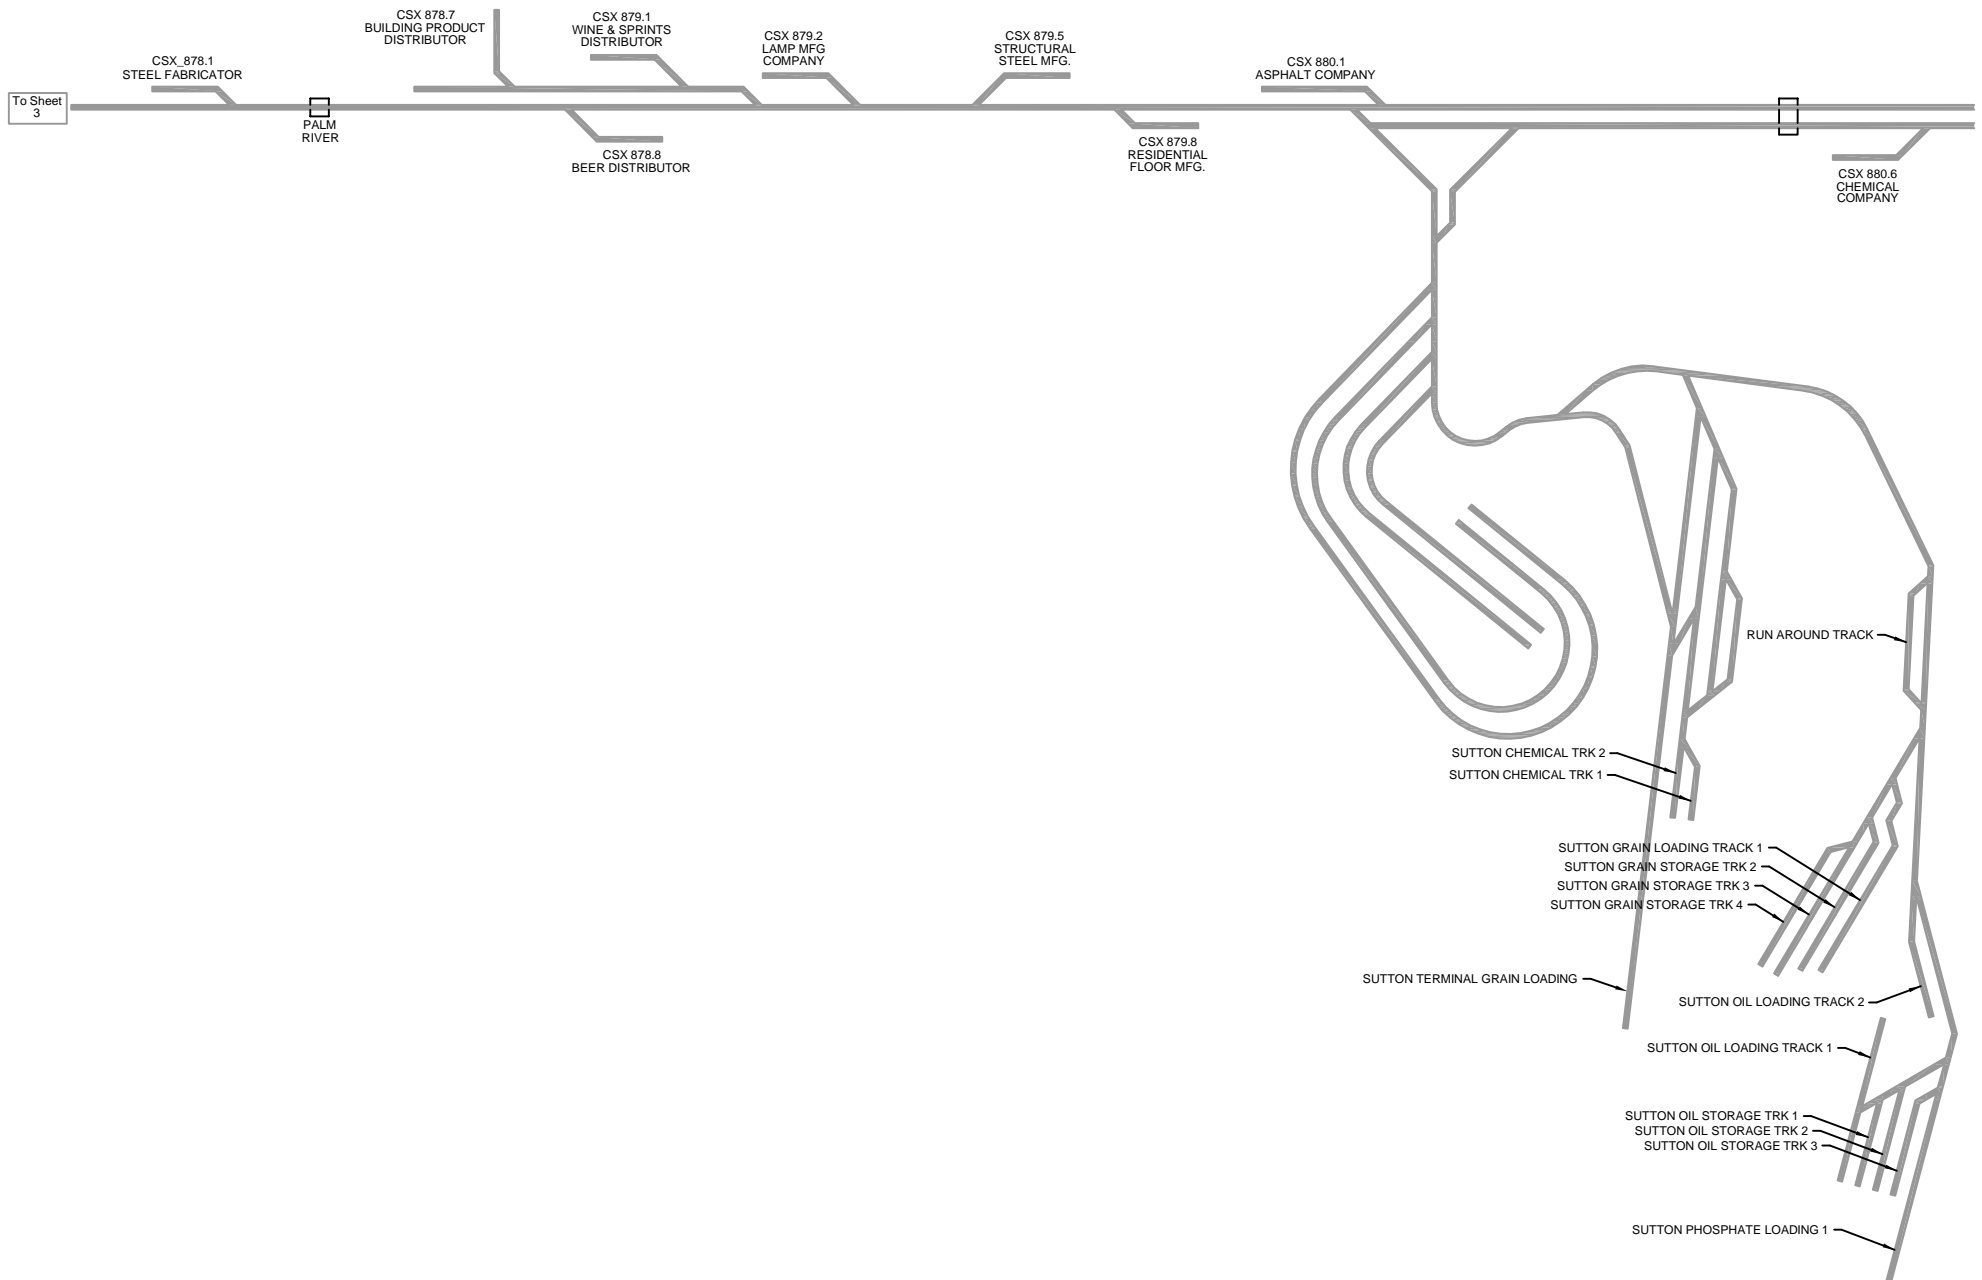 CSX 878.7
BUILDING PRODUCT
DISTRIBUTOR
CSX 879.1
WINE & SPRINTS
DISTRIBUTOR
CSX 879.2
LAMP MFG
COMPANY
CSX 879.5
STRUCTURAL
STEEL MFG.
CSX_878.1
STEEL FABRICATOR
CSX 880.1
ASPHALT COMPANY
To Sheet
3
PALM
RIVER
CSX 878.8
BEER DISTRIBUTOR
CSX 879.8
RESIDENTIAL
FLOOR MFG.
CSX 880.6
CHEMICAL
COMPANY
RUN AROUND TRACK
SUTTON CHEMICAL TRK 2
SUTTON CHEMICAL TRK 1
SUTTON GRAIN LOADING TRACK 1
SUTTON GRAIN STORAGE TRK 2
SUTTON GRAIN STORAGE TRK 3
SUTTON GRAIN STORAGE TRK 4
SUTTON TERMINAL GRAIN LOADING
SUTTON OIL LOADING TRACK 2
SUTTON OIL LOADING TRACK 1
SUTTON OIL STORAGE TRK 1
SUTTON OIL STORAGE TRK 2
SUTTON OIL STORAGE TRK 3
SUTTON PHOSPHATE LOADING 1